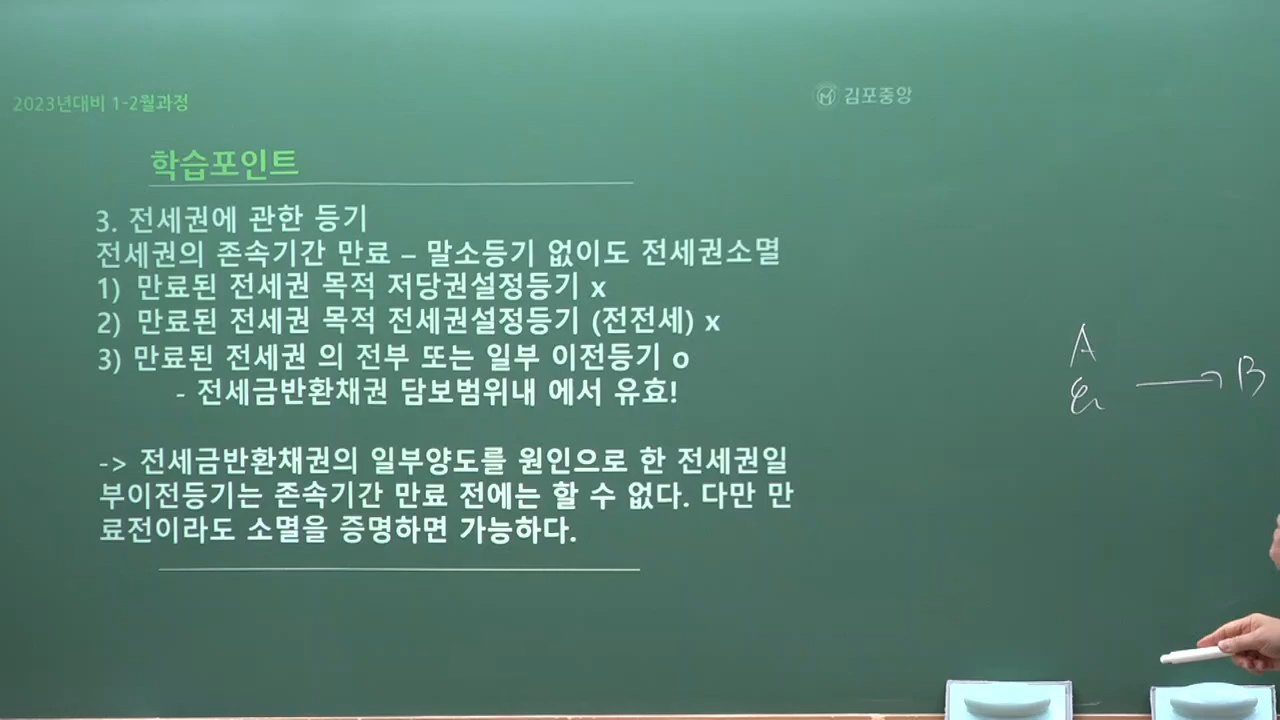 2023년대비 1-2월과정
김포중앙
학습포인트
3. 전세권에 관한 등기
전세권의 존속기간 만료 – 말소등기 없이도 전세권소멸
1) 만료된 전세권 목적 저당권설정등기 x
2) 만료된 전세권 목적 전세권설정등기 (전전세) x
3) 만료된 전세권 의 전부 또는 일부 이전등기 o
- 전세금반환채권 담보범위내 에서 유효!
-> 전세금반환채권의 일부양도를 원인으로 한 전세권일
부이전등기는 존속기간 만료 전에는 할 수 없다. 다만 만
료전이라도 소멸을 증명하면 가능하다.
A
B